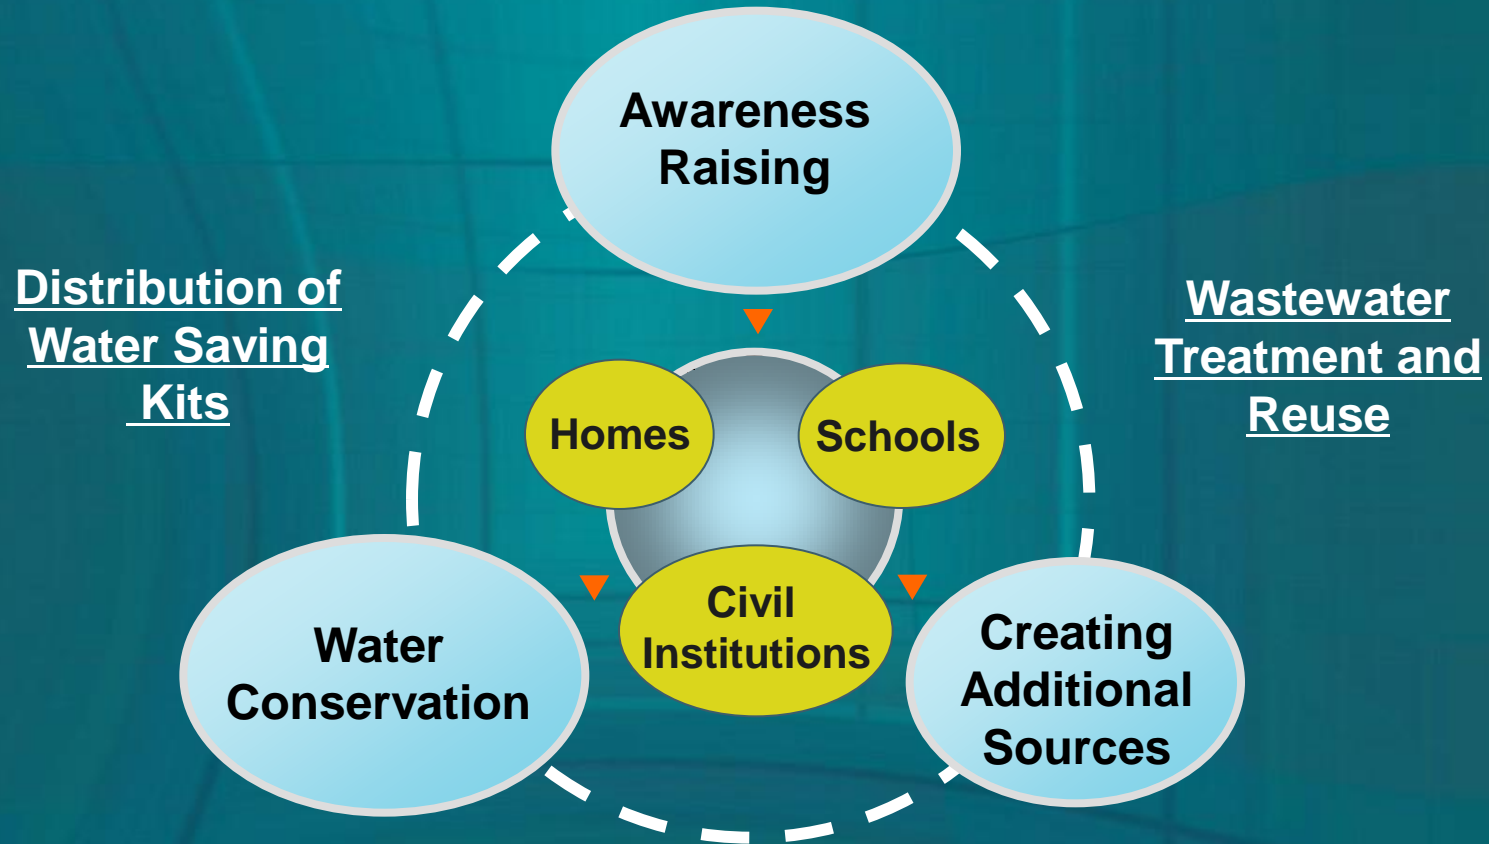 Awareness
Raising
Distribution of
Water Saving
Kits
Wastewater
Treatment and
Reuse
Homes
Schools
Civil
Institutions
Water
Conservation
Creating
Additional
Sources